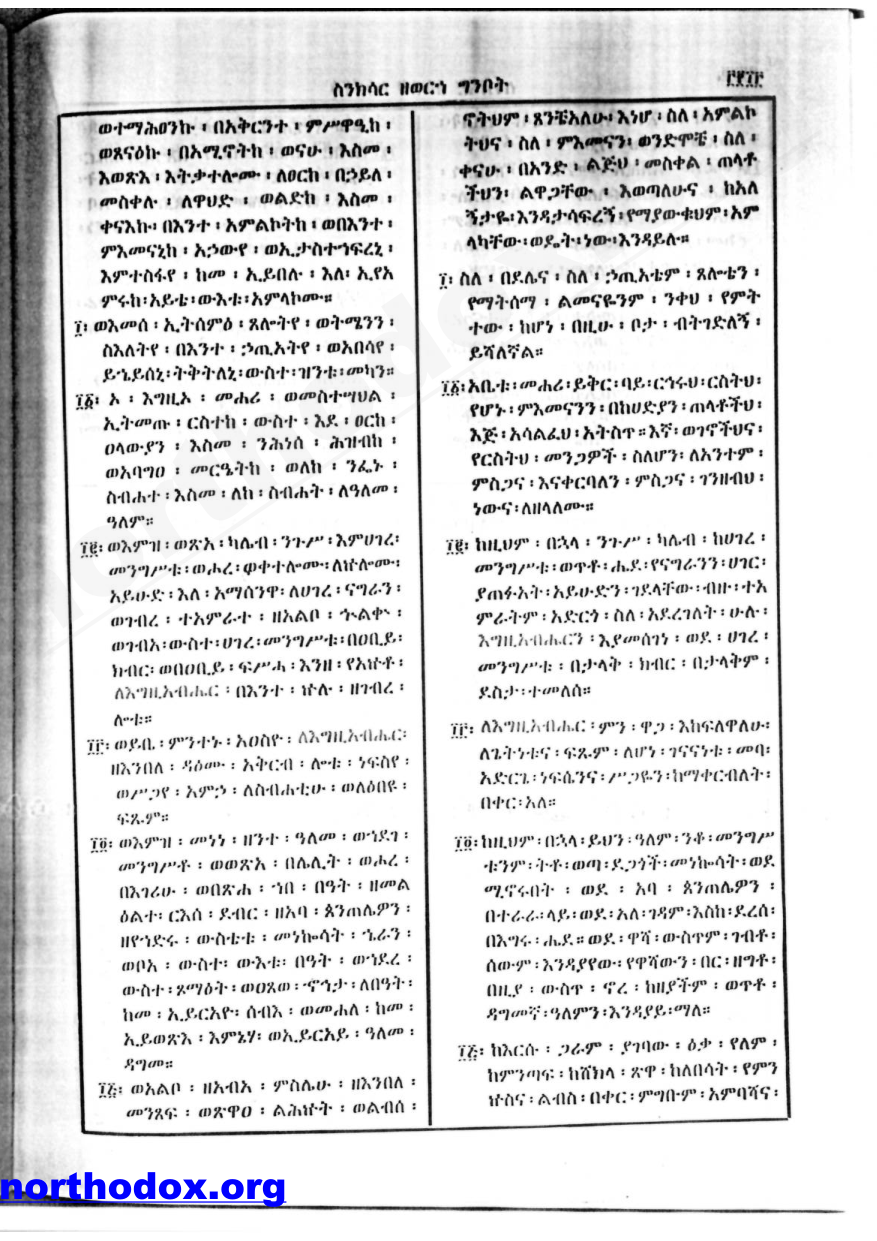 ስንክሳር ዘወርኀ ግንቦት
ወተማሕፀንኩ ፡ በአቅርንተ ፡ ምሥዋዒከ ፡
ወጸናዕኩ ፡ በአሚኖትከ ፡ ወናሁ ፡ እስመ ፡
እወጽእ ፡ እትቃተሎሙ ፡ ለፀርከ ፡ በኃይለ ፡
መስቀሉ ፡ ለዋህድ ፡ ወልድከ ፡ እስመ ፡
ቀናእኩ፡ በእንተ ፡ አምልኮትከ ፡ ወበእንተ ፡
ምእመናኒከ ፡ አኃውየ ፡ ወኢታስተኀፍረኒ ፡
እምተስፋየ ፡ ከመ ፡ ኢይበሉ ፡ እለ፡ ኢየአ
ምሩከ፡አይቴ፡ውእቱ፡አምላኮሙ።
፲፡ ወእመሰ ፡ ኢትሰምዕ ፡ ጸሎትየ ፡ ወትሜንን ፡
ስእለትየ ፡ በእንተ ፡ ኃጢአትየ ፡ ወአበሳየ ፡
ይኄይሰኒ፡ትቅትለኒ፡ውስተ፡ዝንቱ፡መካን።
፲፩፡ ኦ ፡ እግዚኦ ፡ መሐሪ ፡ ወመስተሣህል ፡
ኢትመጡ ፡ ርስተከ ፡ ውስተ ፡ እደ ፡ ፀርከ ፡
ዐላውያን ፡ እስመ ፡ ንሕነሰ ፡ ሕዝብከ ፡
ወአባግዐ ፡ መርዔትከ ፡ ወለከ ፡ ንፌኑ ፡
ስብሐተ ፡ እስመ ፡ ለከ ፡ ስብሐት ፡ ለዓለመ ፡
ዓለም።
፲፪፡ ወእምዝ ፡ ወጽአ ፡ ካሌብ ፡ ንጉሥ ፡ እምሀገረ፡
መንግሥቱ ፡ ወሐረ ፡ ወቀተሎሙ፡ ለኵሎሙ፡
አይሁድ ፡ እለ ፡ አማሰንዋ፡ ለሀገረ ፡ ናግራን ፡
ወገብረ ፡ ተአምራተ ፡ ዘአልቦ ፡ ኍልቍ ፡
ወገብአ፡ውስተ፡ሀገረ፡መንግሥቱ፡በዐቢይ፡
ክብር፡ ወበዐቢይ ፡ ፍሥሐ ፡ እንዘ ፡ የአኵቶ ፡
ለእግዚአብሔር ፡ በእንተ ፡ ኵሉ ፡ ዘገብረ ፡
ሎቱ።
፲፫፡ ወይቤ ፡ ምንተኑ ፡ አዐስዮ ፡ ለእግዚአብሔር፡
ዘእንበለ ፡ ዳዕሙ ፡ አቅርብ ፡ ሎቱ ፡ ነፍስየ ፡
ወሥጋየ ፡ አምኃ ፡ ለስብሐቲሁ ፡ ወለዕበዩ ፡
ፍጹም።
፲፬፡ ወእምዝ ፡ መነነ ፡ ዘንተ ፡ ዓለመ ፡ ወኀደገ ፡
መንግሥቶ ፡ ወወጽአ ፡ በሌሊት ፡ ወሐረ ፡
በእገሪሁ ፡ ወበጽሐ ፡ ኀበ ፡ በዓት ፡ ዘመል
ዕልተ፡ ርእሰ ፡ ደብር ፡ ዘአባ ፡ ጰንጠሌዎን ፡
ዘየኀድሩ ፡ ውስቴቱ ፡ መነኰሳት ፡ ኄራን ፡
ወቦአ ፡ ውስተ፡ ውእቱ፡ በዓት ፡ ወኀደረ ፡
ውስተ ፡ ጾማዕት ፡ ወዐጸወ ፡ ኆኅታ ፡ ለበዓት ፡
ከመ ፡ ኢይርአዮ፡ ሰብእ ፡ ወመሐለ ፡ ከመ ፡
ኢይወጽእ ፡ እምኔሃ፡ ወኢይርአይ ፡ ዓለመ ፡
ዳግመ።
፲፭፡ ወአልቦ ፡ ዘአብአ ፡ ምስሌሁ ፡ ዘእንበለ ፡
መንጸፍ ፡ ወጽዋዐ ፡ ልሕኵት ፡ ወልብሰ ፡
ኖትህም ፡ ጸንቼአለሁ፡ እነሆ ፡ ስለ ፡ አምልኮ
ትህና ፡ ስለ ፡ ምእመናን፡ ወንድሞቼ ፡ ስለ ፡
ቀናሁ ፡ በአንድ ፡ ልጅህ ፡ መስቀል ፡ ጠላቶ
ችህን፡ ልዋጋቸው ፡ እወጣለሁና ፡ ከአለ
ኝታዬ፡እንዳታሳፍረኝ፡የማያውቁህም፡አም
ላካቸው፡ወዴት፡ነው፡እንዳይሉ።
፲፡ ስለ ፡ በደሌና ፡ ስለ ፡ ኃጢአቴም ፡ ጸሎቴን ፡
የማትሰማ ፡ ልመናዬንም ፡ ንቀህ ፡ የምት
ተው ፡ ከሆነ ፡ በዚሁ ፡ ቦታ ፡ ብትገድለኝ ፡
ይሻለኛል።
፲፩፡አቤቱ፡መሐሪ፡ይቅር፡ባይ፡ርኅሩህ፡ርስትህ፡
የሆኑ ፡ ምእመናንን ፡ በከሀድያን ፡ ጠላቶችህ፡
እጅ ፡ አሳልፈህ ፡ አትስጥ ። እኛ፡ ወገኖችህና፡
የርስትህ ፡ መንጋዎች ፡ ስለሆን፡ ለአንተም ፡
ምስጋና ፡ እናቀርባለን ፡ ምስጋና ፡ ገንዘብህ ፡
ነውና፡ለዘላለሙ።
፲፪፡ ከዚህም ፡ በኋላ ፡ ንጉሥ ፡ ካሌብ ፡ ከሀገረ ፡
መንግሥቱ ፡ ወጥቶ ፡ ሔደ ፡ የናግራንን ፡ ሀገር፡
ያጠፉአት ፡ አይሁድን ፡ ገደላቸው ፡ ብዙ ፡ ተአ
ምራትም ፡ አድርጎ ፡ ስለ ፡ አደረገለት ፡ ሁሉ ፡
እግዚአብሔርን ፡ እያመሰገነ ፡ ወደ ፡ ሀገረ ፡
መንግሥቱ ፡ በታላቅ ፡ ክብር ፡ በታላቅም ፡
ደስታ ፡ ተመለሰ።
፲፫፡ ለእግዚአብሔር ፡ ምን ፡ ዋጋ ፡ እከፍለዋለሁ፡
ለጌትነቱና ፡ ፍጹም ፡ ለሆነ ፡ ገናናነቱ ፡ መባ፡
አድርጌ ፡ ነፍሴንና ፡ ሥጋዬን ፡ ከማቀርብለት ፡
በቀር፡አለ።
፲፬፡ ከዚህም ፡ በኋላ ፡ ይህን ፡ ዓለም ፡ ንቆ ፡ መንግሥ
ቱንም ፡ ትቶ ፡ ወጣ ፡ ደጋጎች ፡ መነኰሳት ፡ ወደ
ሚኖሩበት ፡ ወደ ፡ አባ ፡ ጰንጠሌዎን ፡
በተራራ፡ላይ፡ወደ፡አለ፡ገዳም፡እስከ፡ደረሰ፡
በእግሩ ፡ ሔደ ። ወደ ፡ ዋሻ ፡ ውስጥም ፡ ገብቶ ፡
ሰውም ፡ እንዳያየው፡ የዋሻውን ፡ በር ፡ ዘግቶ ፡
በዚያ ፡ ውስጥ ፡ ኖረ ፡ ከዘያችም ፡ ወጥቶ ፡
ዳግመኛ፡ዓለምን፡እንዳያይ፡ማለ።
፲፭፡ ከእርሱ ፡ ጋራም ፡ ያገባው ፡ ዕቃ ፡ የለም ፡
ከምንጣፍ ፡ ከሸክላ ፡ ጽዋ ፡ ከለበሳት ፡ የምን
ኵስና፡ ልብስ ፡ በቀር ፡ ምግቡም ፡ አምባሻና ፡
northodox.org